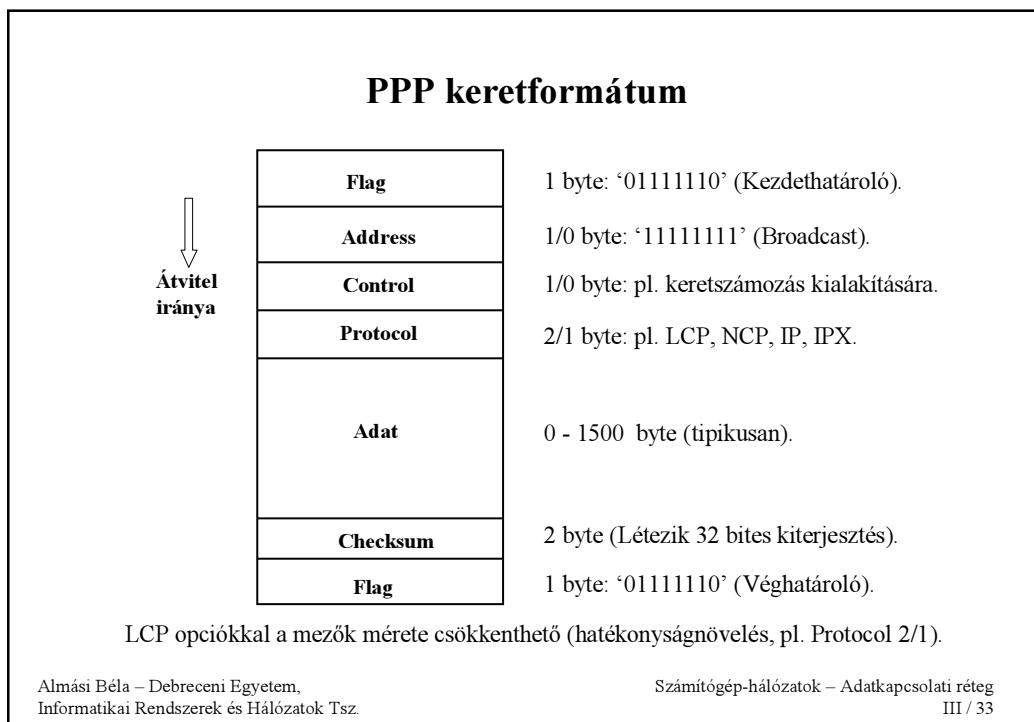 PPP keretformátum
Flag
1 byte: ‘01111110’ (Kezdethatároló).
Address
1/0 byte: ‘11111111’ (Broadcast).
Átvitel
iránya
Control
1/0 byte: pl. keretszámozás kialakítására.
Protocol
2/1 byte: pl. LCP, NCP, IP, IPX.
Adat
0 - 1500 byte (tipikusan).
Checksum
2 byte (Létezik 32 bites kiterjesztés).
Flag
1 byte: ‘01111110’ (Véghatároló).
LCP opciókkal a mezők mérete csökkenthető (hatékonyságnövelés, pl. Protocol 2/1).
Almási Béla – Debreceni Egyetem,
Informatikai Rendszerek és Hálózatok Tsz.
Számítógép-hálózatok – Adatkapcsolati réteg
III / 33